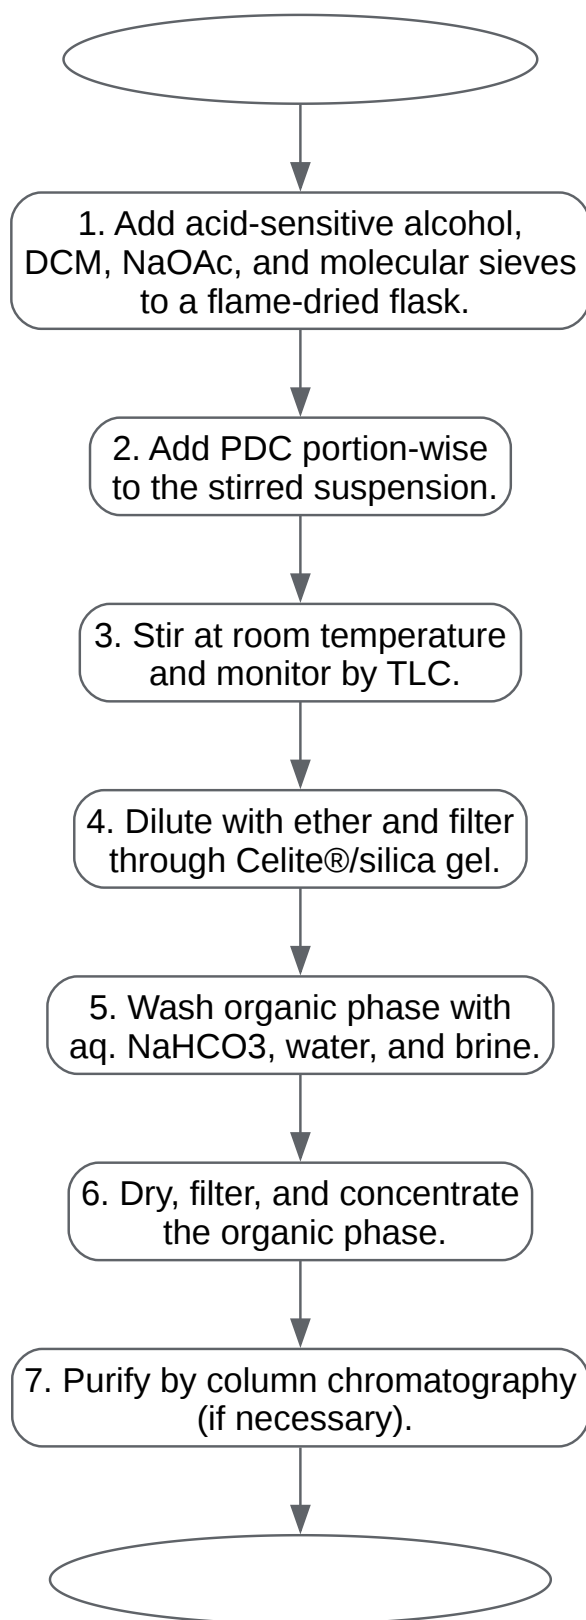 1. Add acid-sensitive alcohol,
DCM, NaOAc, and molecular sieves
to a flame-dried flask.
2. Add PDC portion-wise
to the stirred suspension.
3. Stir at room temperature
and monitor by TLC.
4. Dilute with ether and filter
through Celite®/silica gel.
5. Wash organic phase with
aq. NaHCO3, water, and brine.
6. Dry, filter, and concentrate
the organic phase.
7. Purify by column chromatography
(if necessary).